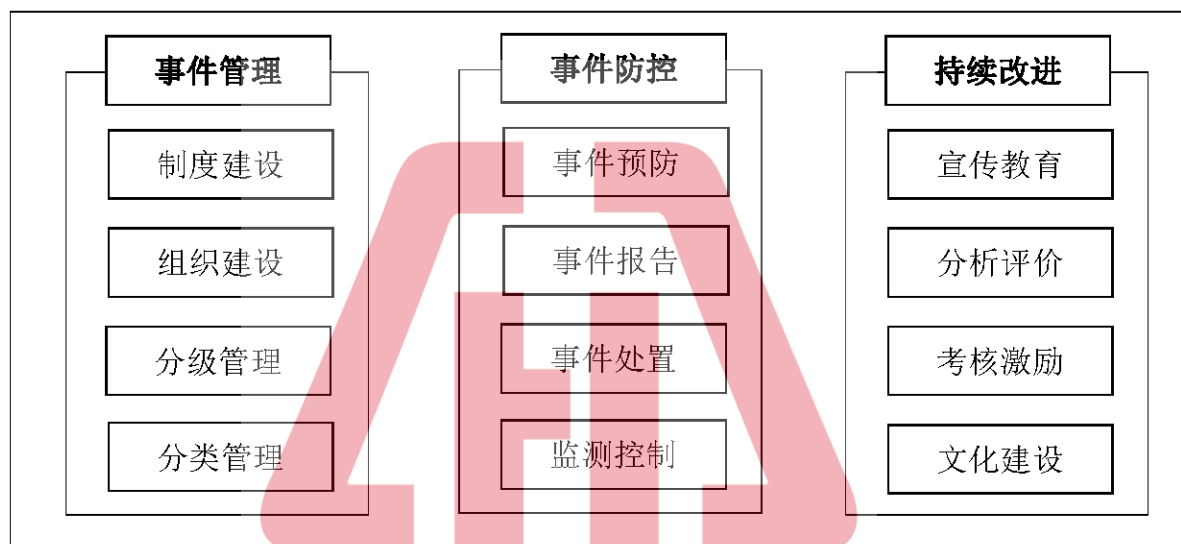 事件管理
制度建设
组织建设
分级管理
分类管理
事件防控
事件预防
事件报告
事件处置
监测控制
持续改进
宣传教育
分析评价
考核激励
文化建设